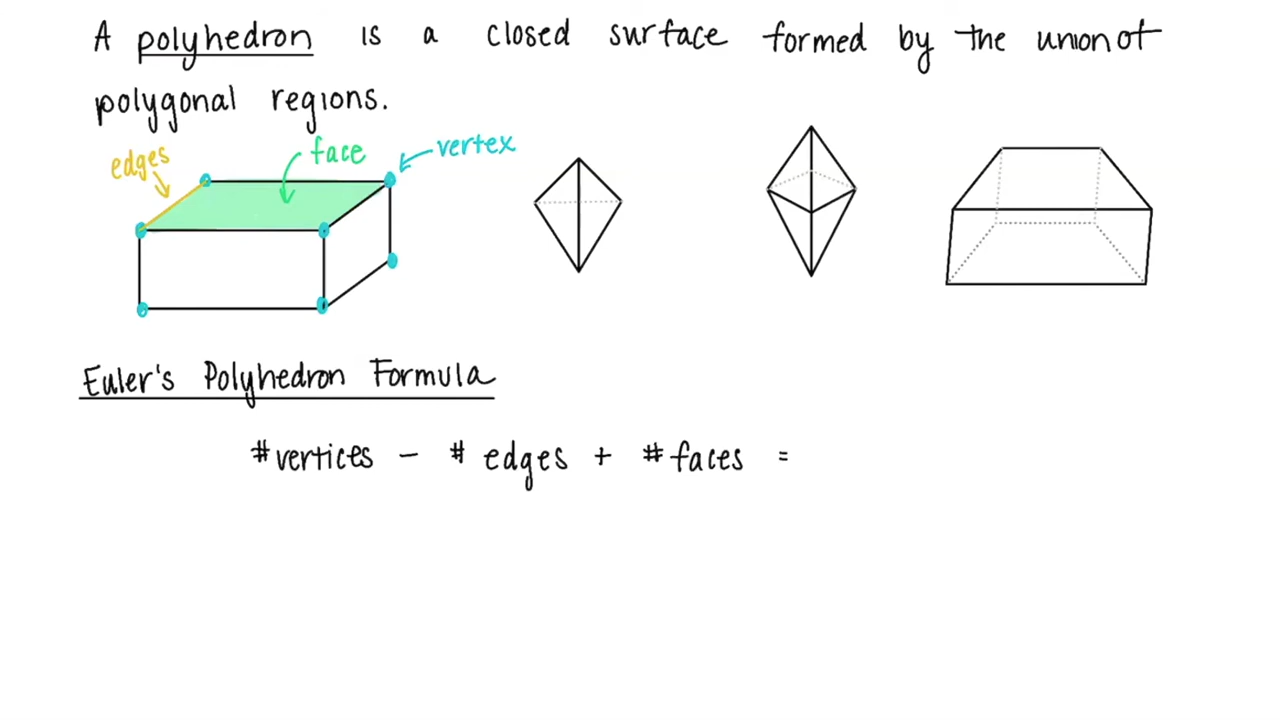 A polyhedron is a closed surface formed by the union of
polygonal regions.
edges
face
vertex
Euler's Polyhedron Formula
#vertices - # edges + #faces =